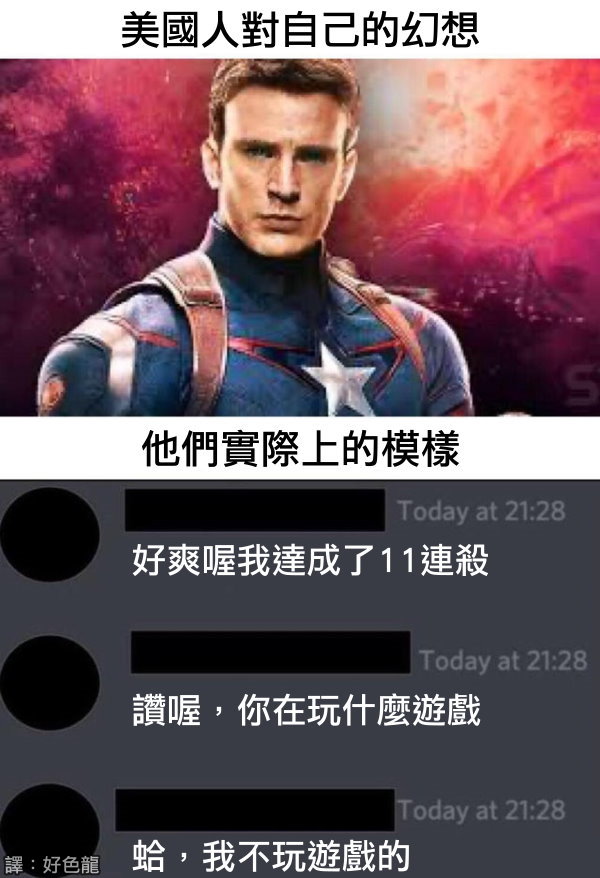 美國人對自己的幻想
S
他們實際上的模樣
Today at 21:28
好爽喔我達成了11連殺
Today at 21:28
讚喔，你在玩什麼遊戲
Today at 21:28
蛤，我不玩遊戲的
譯：好色龍